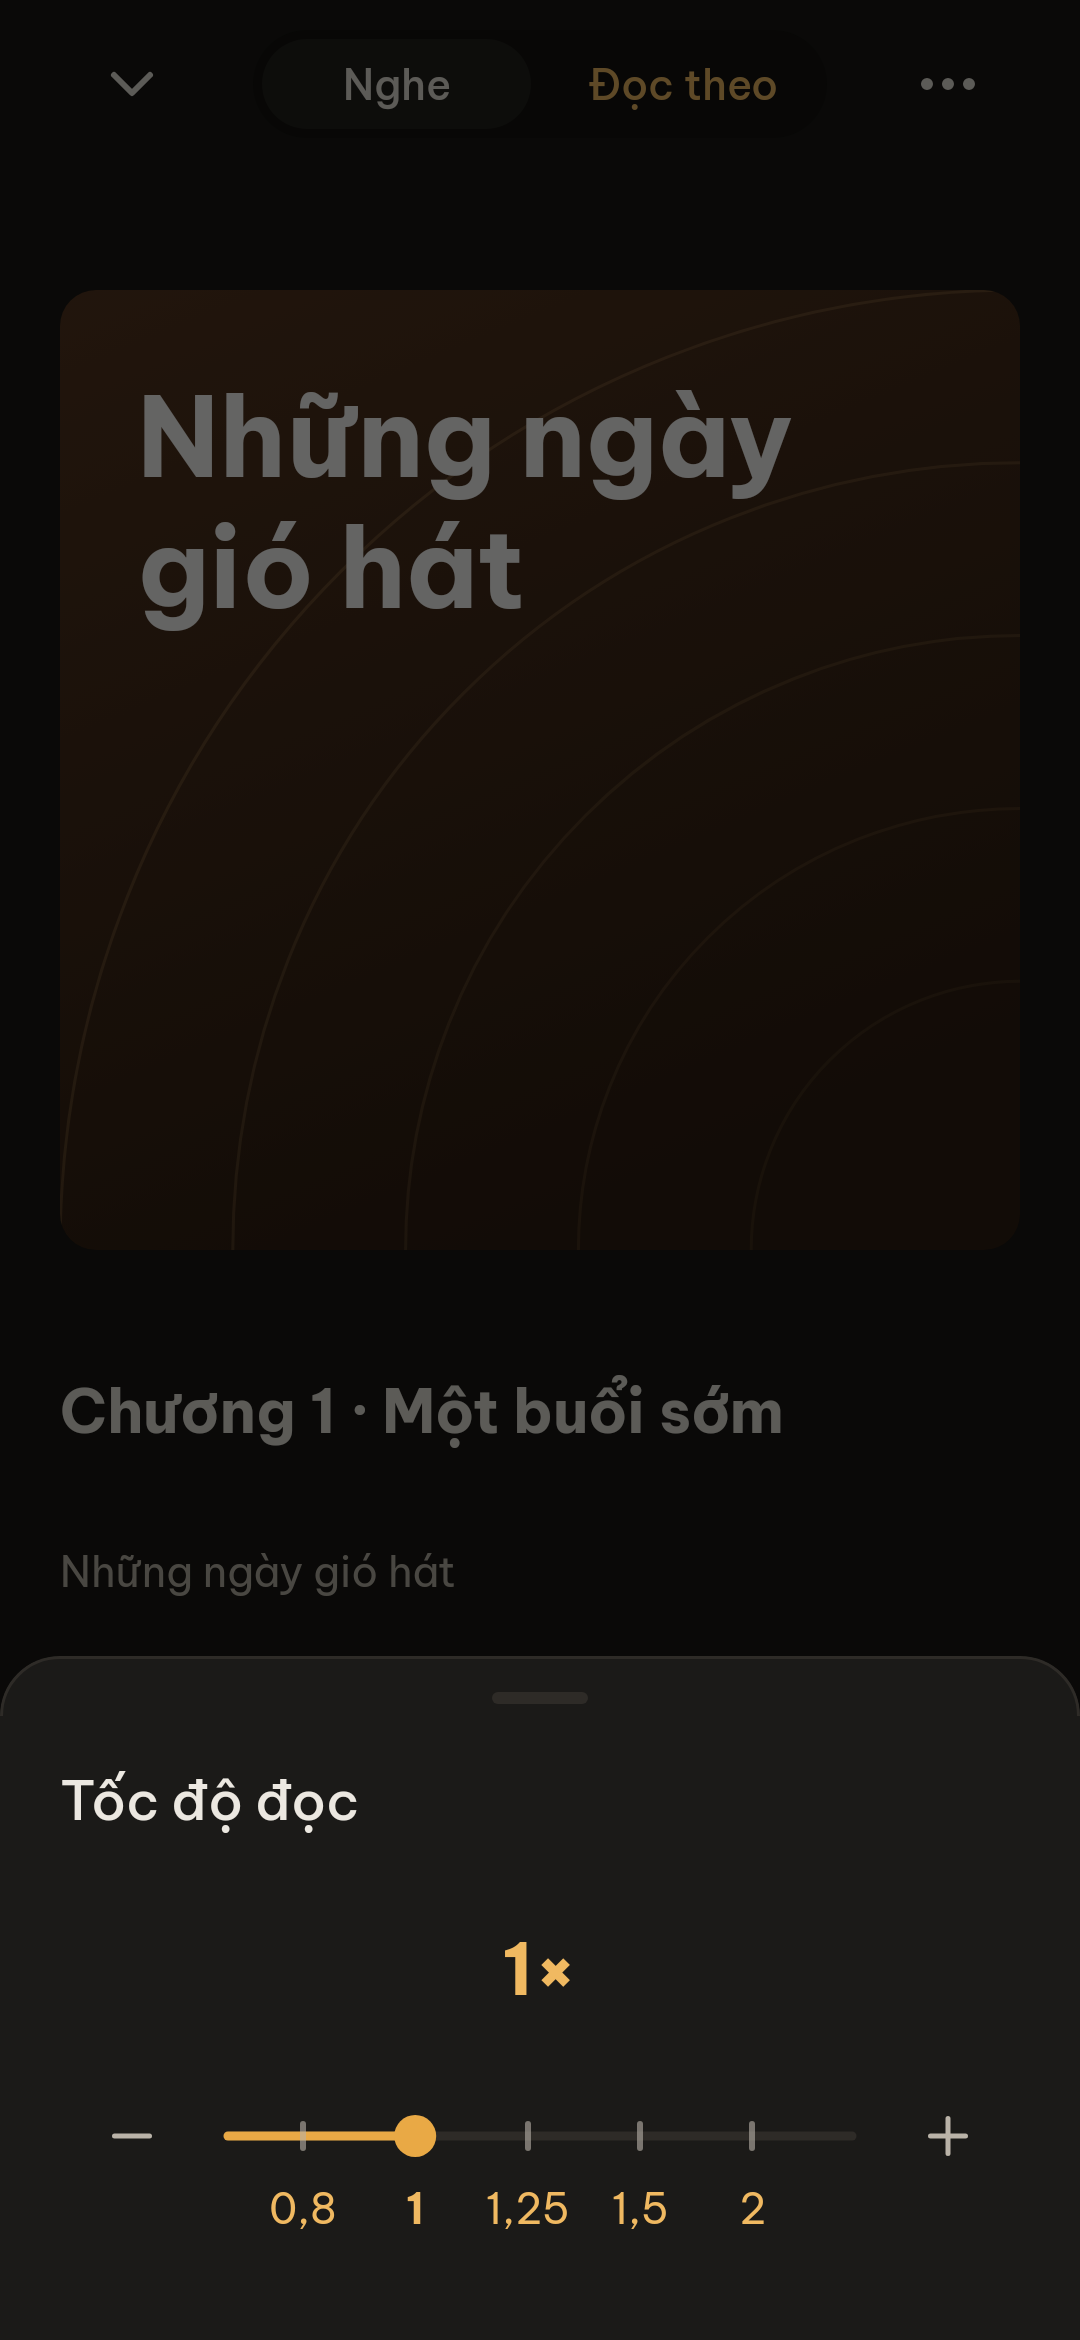 Nghe Đọc theo
Những ngày
gió hát
Chương 1 · Một buổi sớm
Những ngày gió hát
Tốc độ đọc
1×
0,8 1 1,25 1,5 2